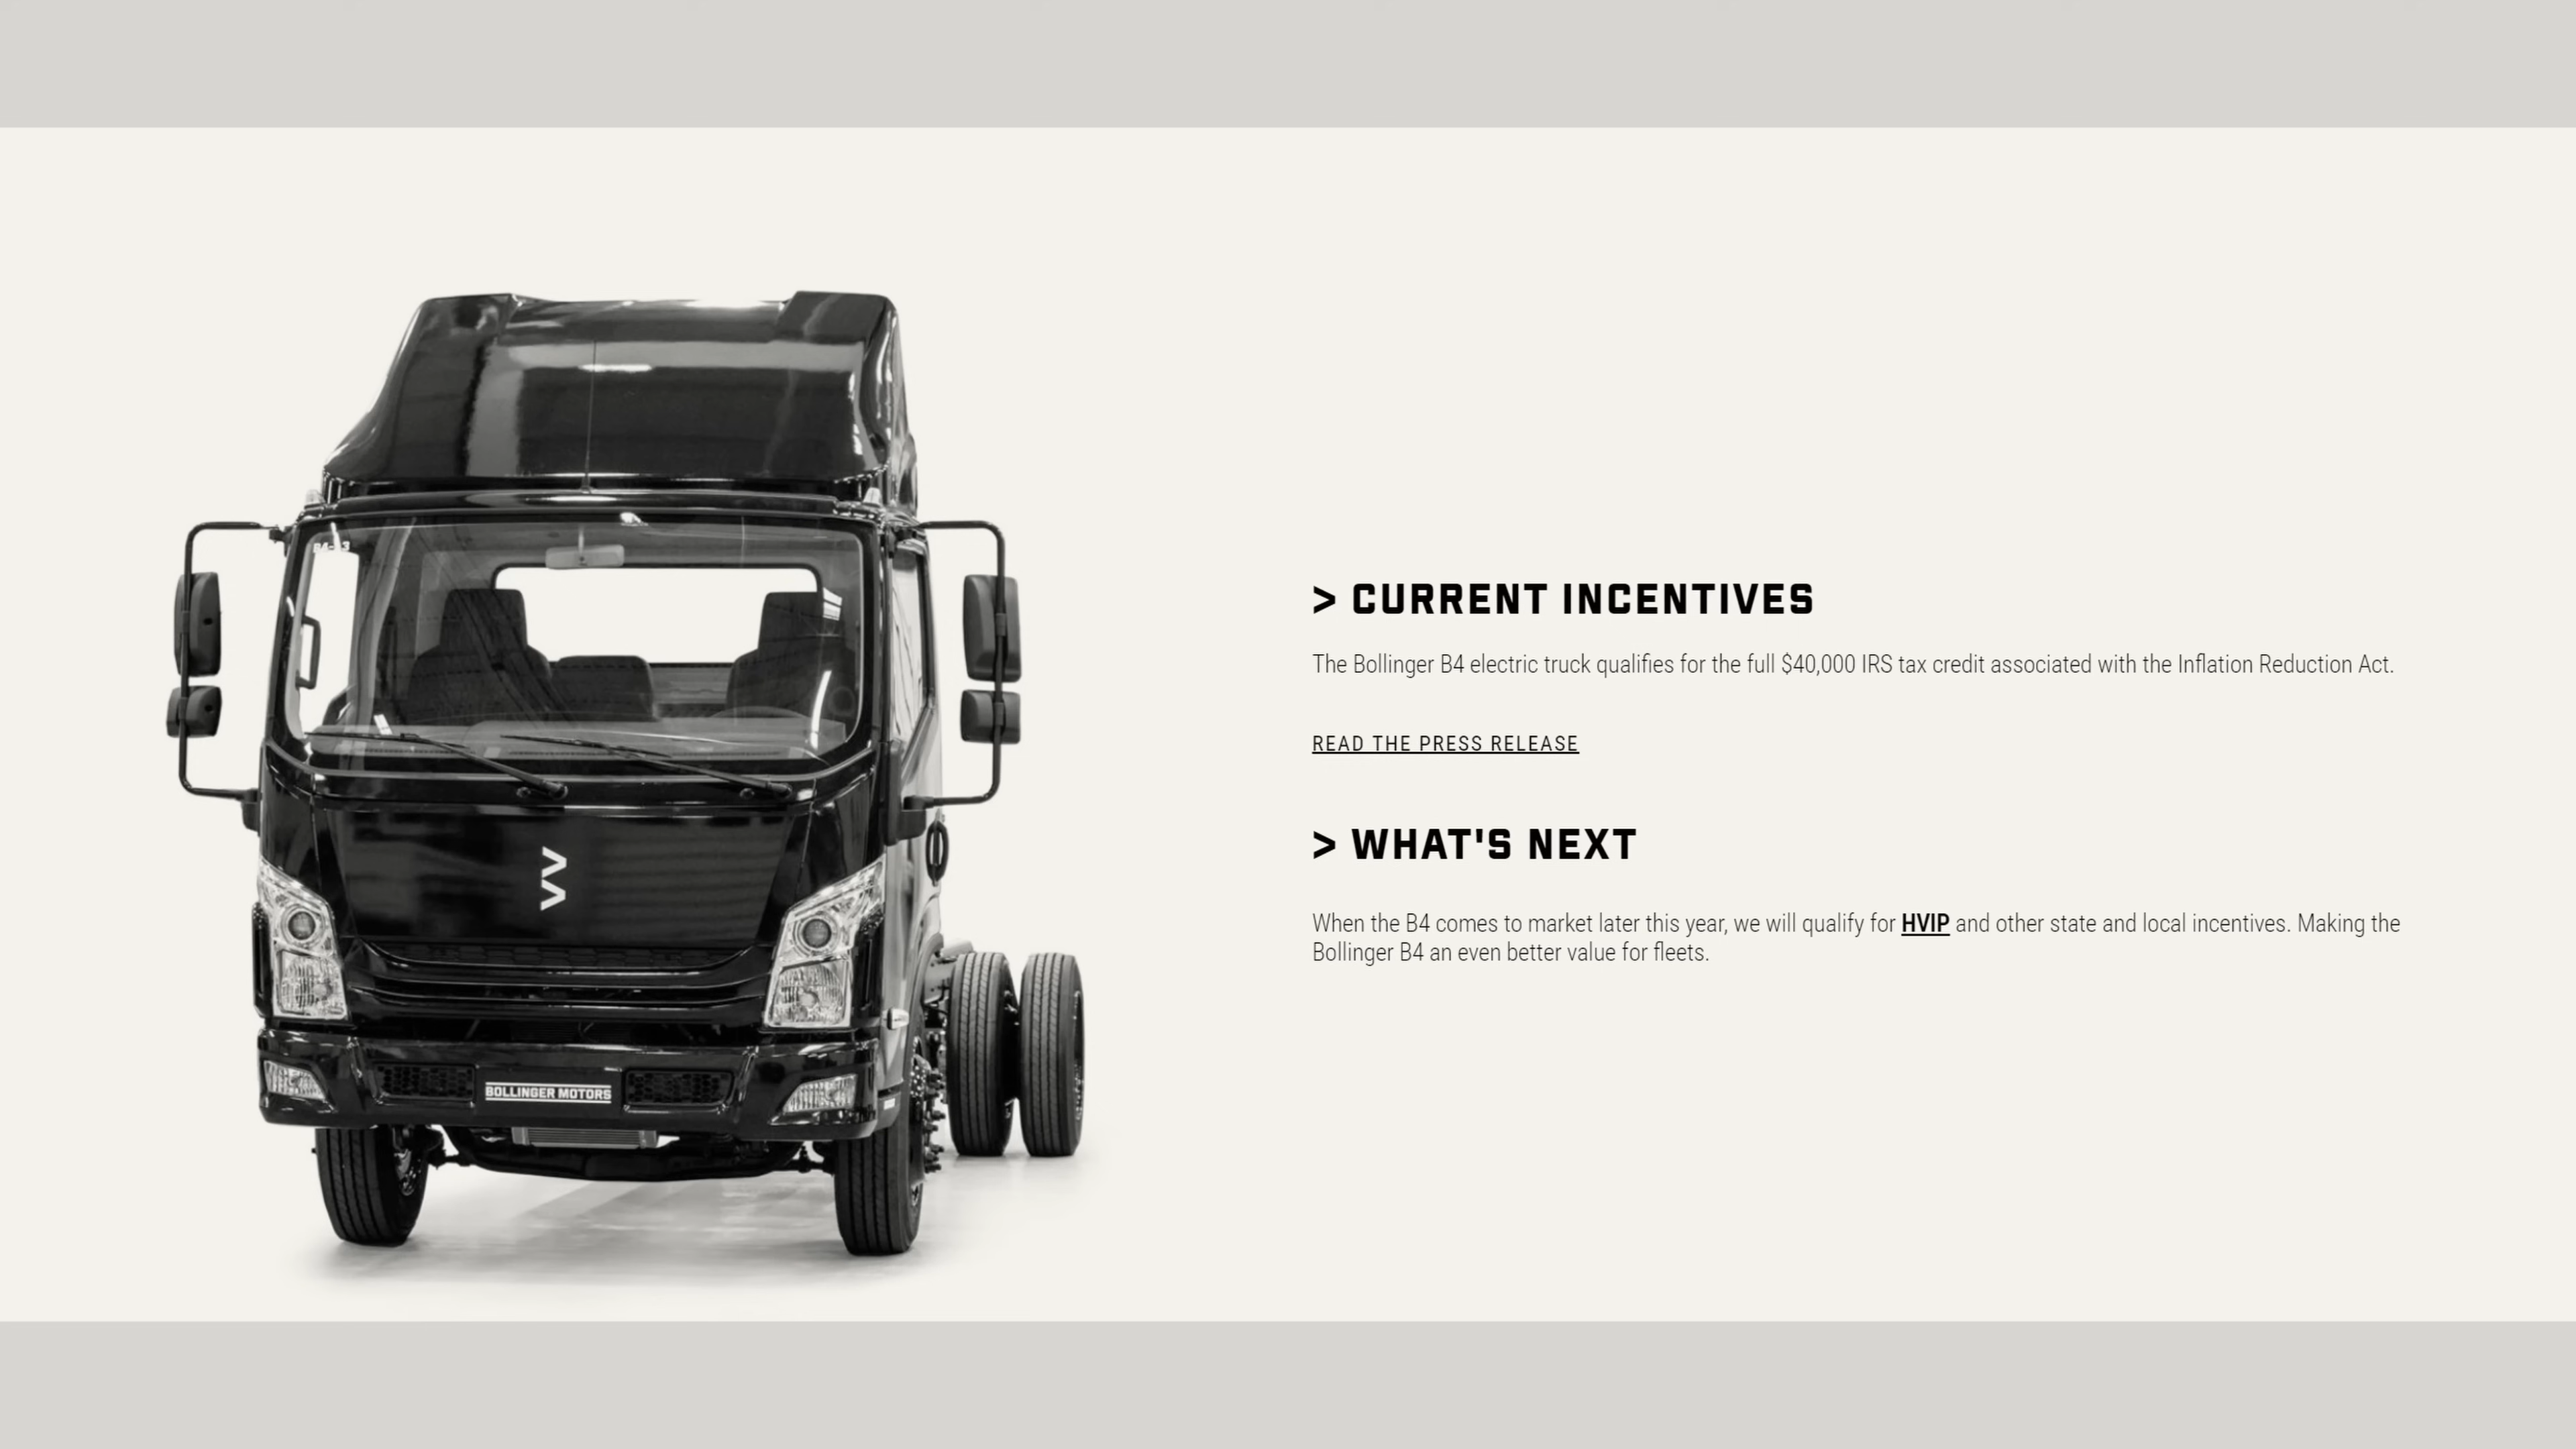 > CURRENT INCENTIVES
The Bollinger B4 electric truck qualifies for the full $40,000 IRS tax credit associated with the Inflation Reduction Act.
READ THE PRESS RELEASE
> WHAT'S NEXT
When the B4 comes to market later this year, we will qualify for HVIP and other state and local incentives. Making the
Bollinger B4 an even better value for fleets.
BOLLINGER MOTORS